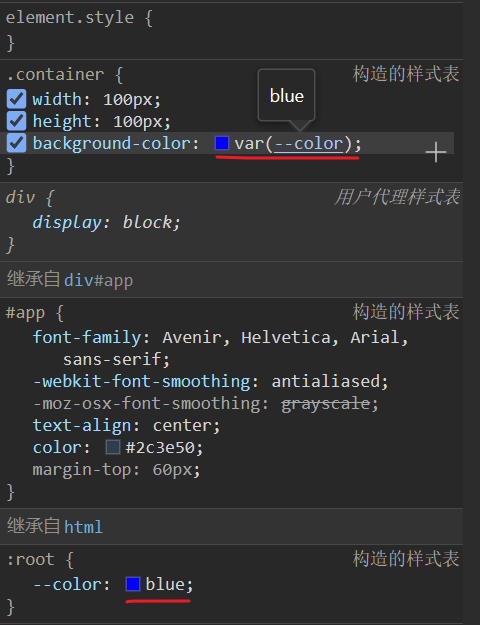 element.style {
}
.container { 构造的样式表
width: 100px;
height: 100px;
blue
background-color: var(--color);
}
div { 用户代理样式表
display: block;
}
继承自 div#app
#app { 构造的样式表
font-family: Avenir, Helvetica, Arial,
sans-serif;
-webkit-font-smoothing: antialiased;
-moz-osx-font-smoothing: grayscale;
text-align: center;
color: #2c3e50;
margin-top: 60px;
}
继承自 html
:root { 构造的样式表
--color: blue;
}